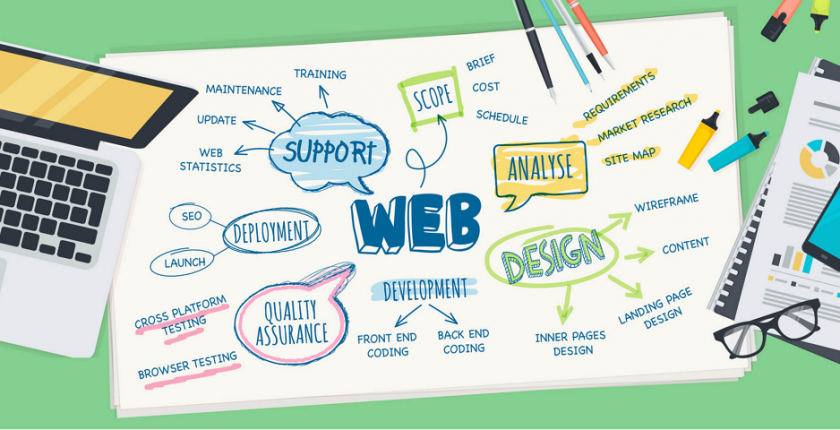 TRAINING
MAINTENANCE
UPDATE
WEB
STATISTICS
SUPPORT
SCOPE
BRIEF
COST
SCHEDULE
REQUIREMENTS
MARKET RESEARCH
SITE MAP
ANALYSE
WEB
SEO
DEPLOYMENT
LAUNCH
DESIGN
WIREFRAME
CONTENT
LANDING PAGE
DESIGN
INNER PAGES
DESIGN
QUALITY
ASSURANCE
CROSS PLATFORM
TESTING
BROWSER TESTING
DEVELOPMENT
FRONT END
CODING
BACK END
CODING